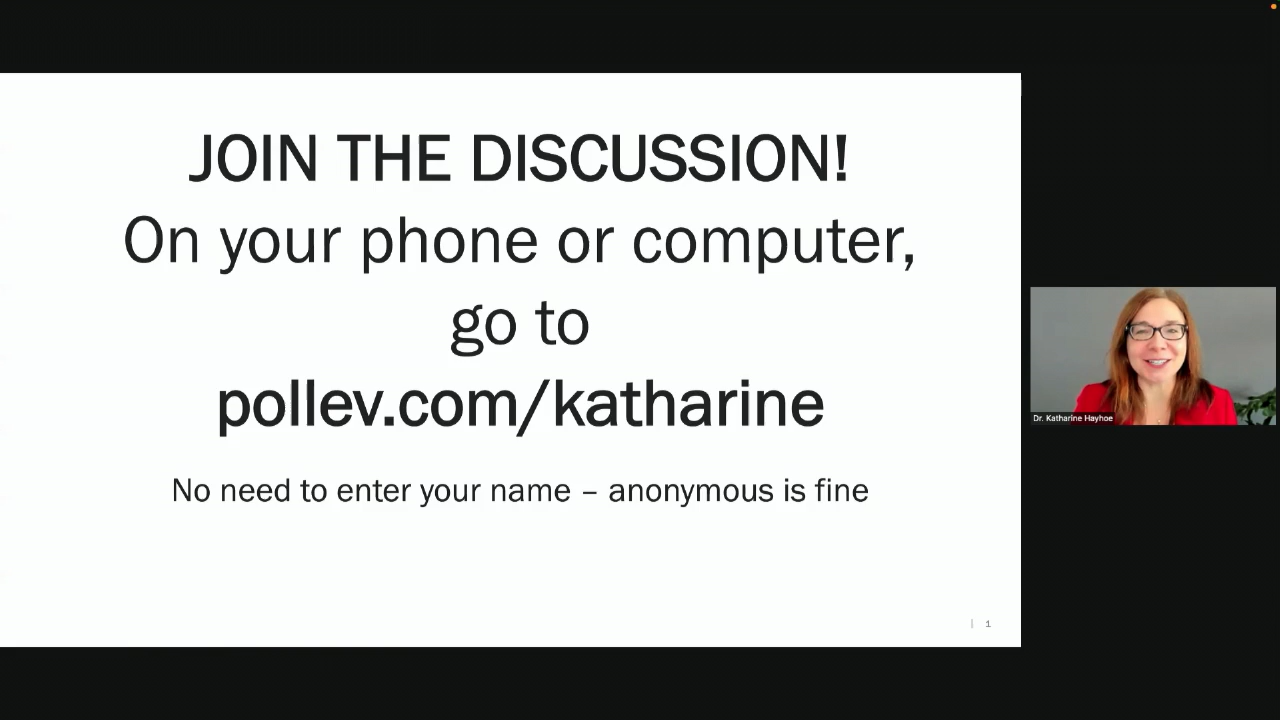 JOIN THE DISCUSSION!
On your phone or computer,
go to
pollev.com/katharine
No need to enter your name – anonymous is fine
| 1
Dr. Katharine Hayhoe